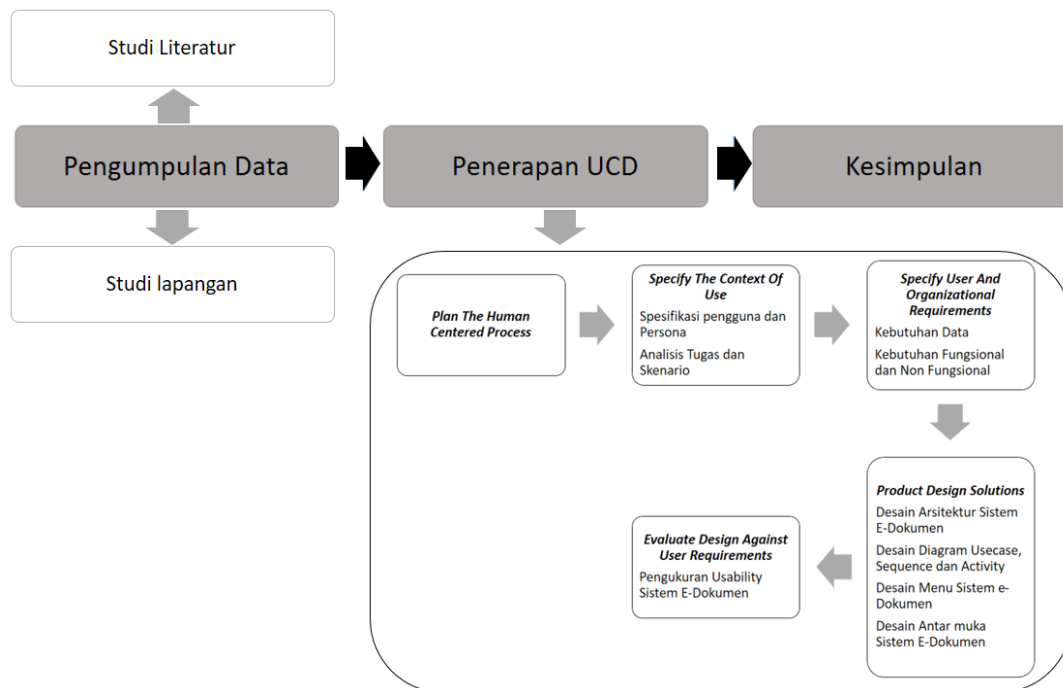 Studi Literatur
Pengumpulan Data
Penerapan UCD
Kesimpulan
Studi lapangan
Plan The Human
Centered Process
Specify The Context Of
Use
Spesifikasi pengguna dan
Persona
Analisis Tugas dan
Skenario
Specify User And
Organizational
Requirements
Kebutuhan Data
Kebutuhan Fungsional
dan Non Fungsional
Product Design Solutions
Desain Arsitektur Sistem
E-Dokumen
Desain Diagram Usecase,
Sequence dan Activity
Desain Menu Sistem e-
Dokumen
Desain Antar muka
Sistem E-Dokumen
Evaluate Design Against
User Requirements
Pengukuran Usability
Sistem E-Dokumen